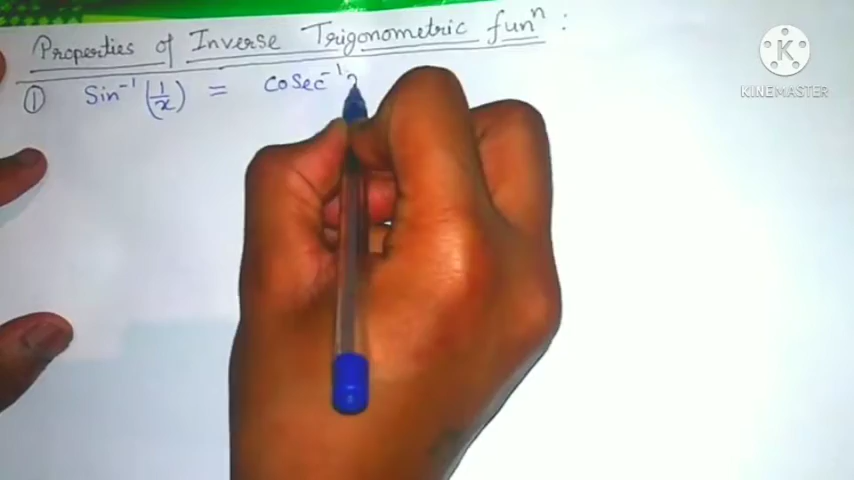 Properties of Inverse Trigonometric funⁿ :
① Sin⁻¹ (1/x) = Cosec⁻¹
K
KINEMASTER